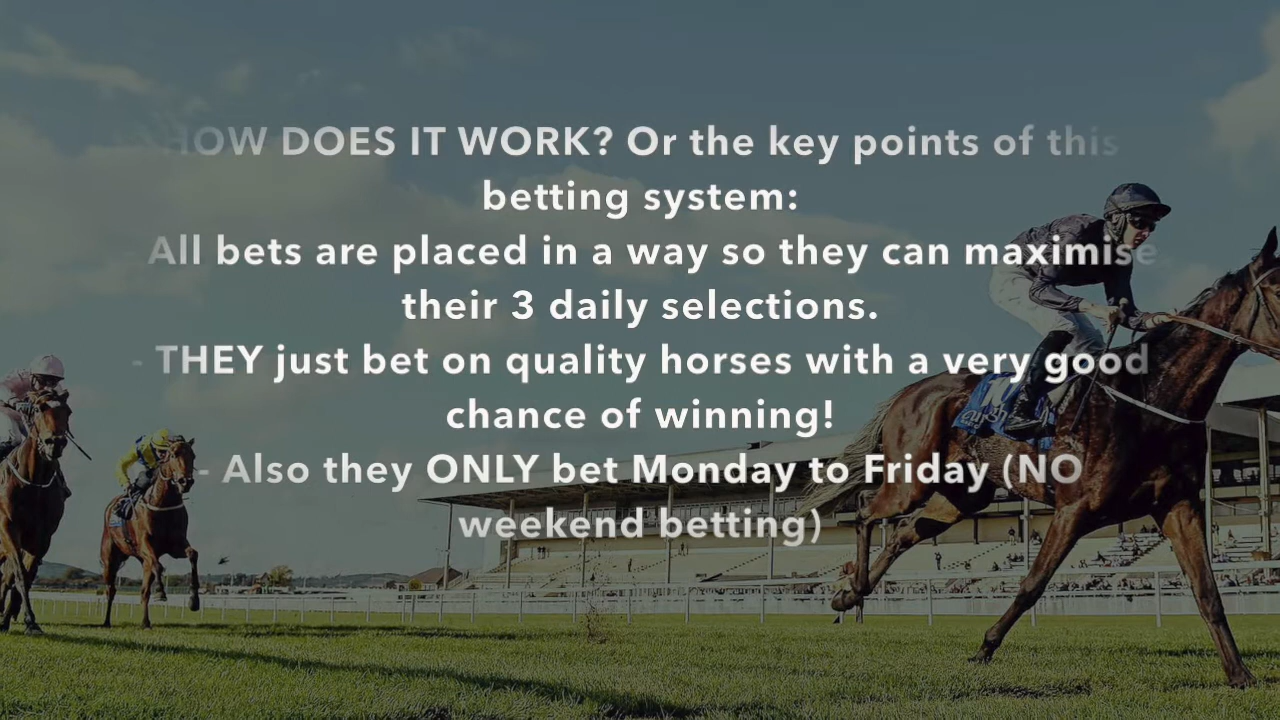 HOW DOES IT WORK? Or the key points of this
betting system:
All bets are placed in a way so they can maximise
their 3 daily selections.
- THEY just bet on quality horses with a very good
chance of winning!
- Also they ONLY bet Monday to Friday (NO
weekend betting)